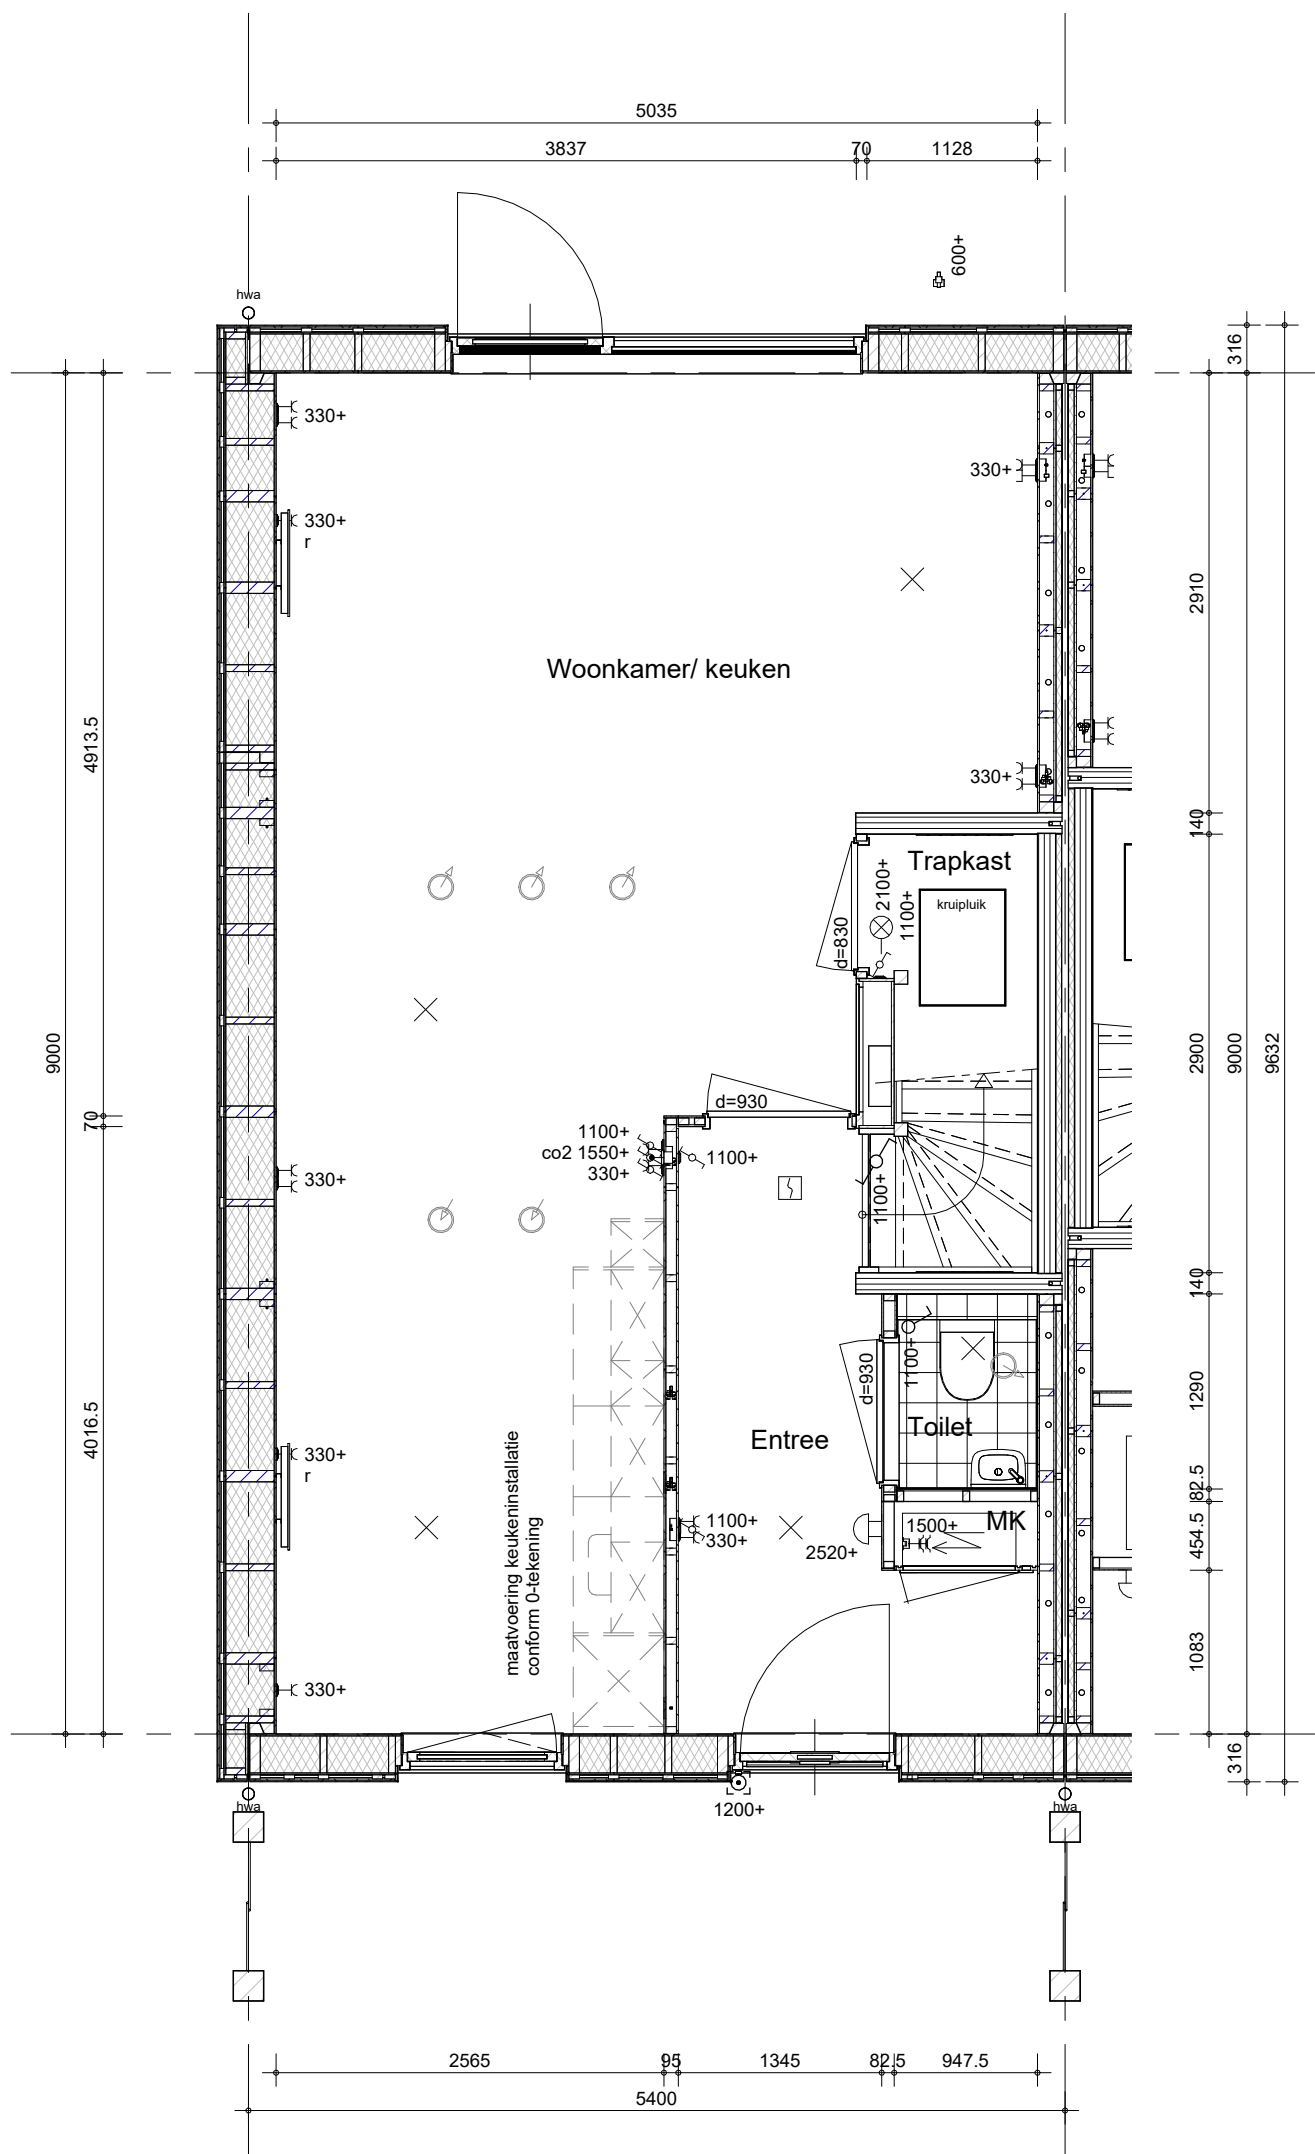 5035
3837
70
1128
600+
hwa
316
330+
330+
330+
r
2910
Woonkamer/ keuken
4913.5
330+
140
Trapkast
2100+
1100+
kruipluik
d=830
9000
2900
9000
9632
d=930
70
1100+
co2 1550+
330+
1100+
330+
1100+
140
1100+
d=930
1290
4016.5
Toilet
Entree
330+
r
maatvoering keukeninstallatie
conform 0-tekening
82.5
1100+
330+
1500+
MK
2520+
454.5
1083
330+
316
hwa
1200+
hwa
2565
95
1345
82.5
947.5
5400